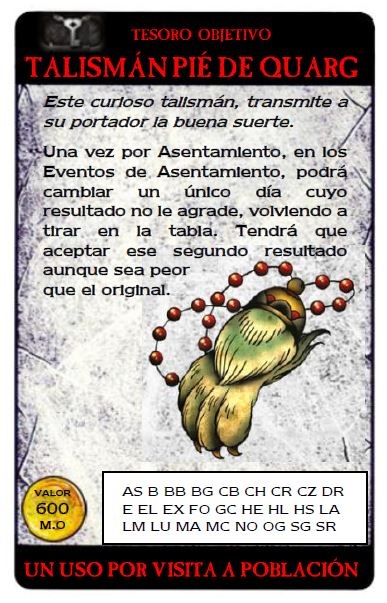 TESORO OBJETIVO
TALISMÁN PIÉ DE QUARG
Este curioso talismán, transmite a
su portador la buena suerte.
Una vez por Asentamiento, en los
Eventos de Asentamiento, podrá
cambiar un único día cuyo
resultado no le agrade, volviendo a
tirar en la tabla. Tendrá que
aceptar ese segundo resultado
aunque sea peor
que el original.
VALOR
600
M.O
AS B BB BG CB CH CR CZ DR
E EL EX FO GC HE HL HS LA
LM LU MA MC NO OG SG SR
UN USO POR VISITA A POBLACIÓN